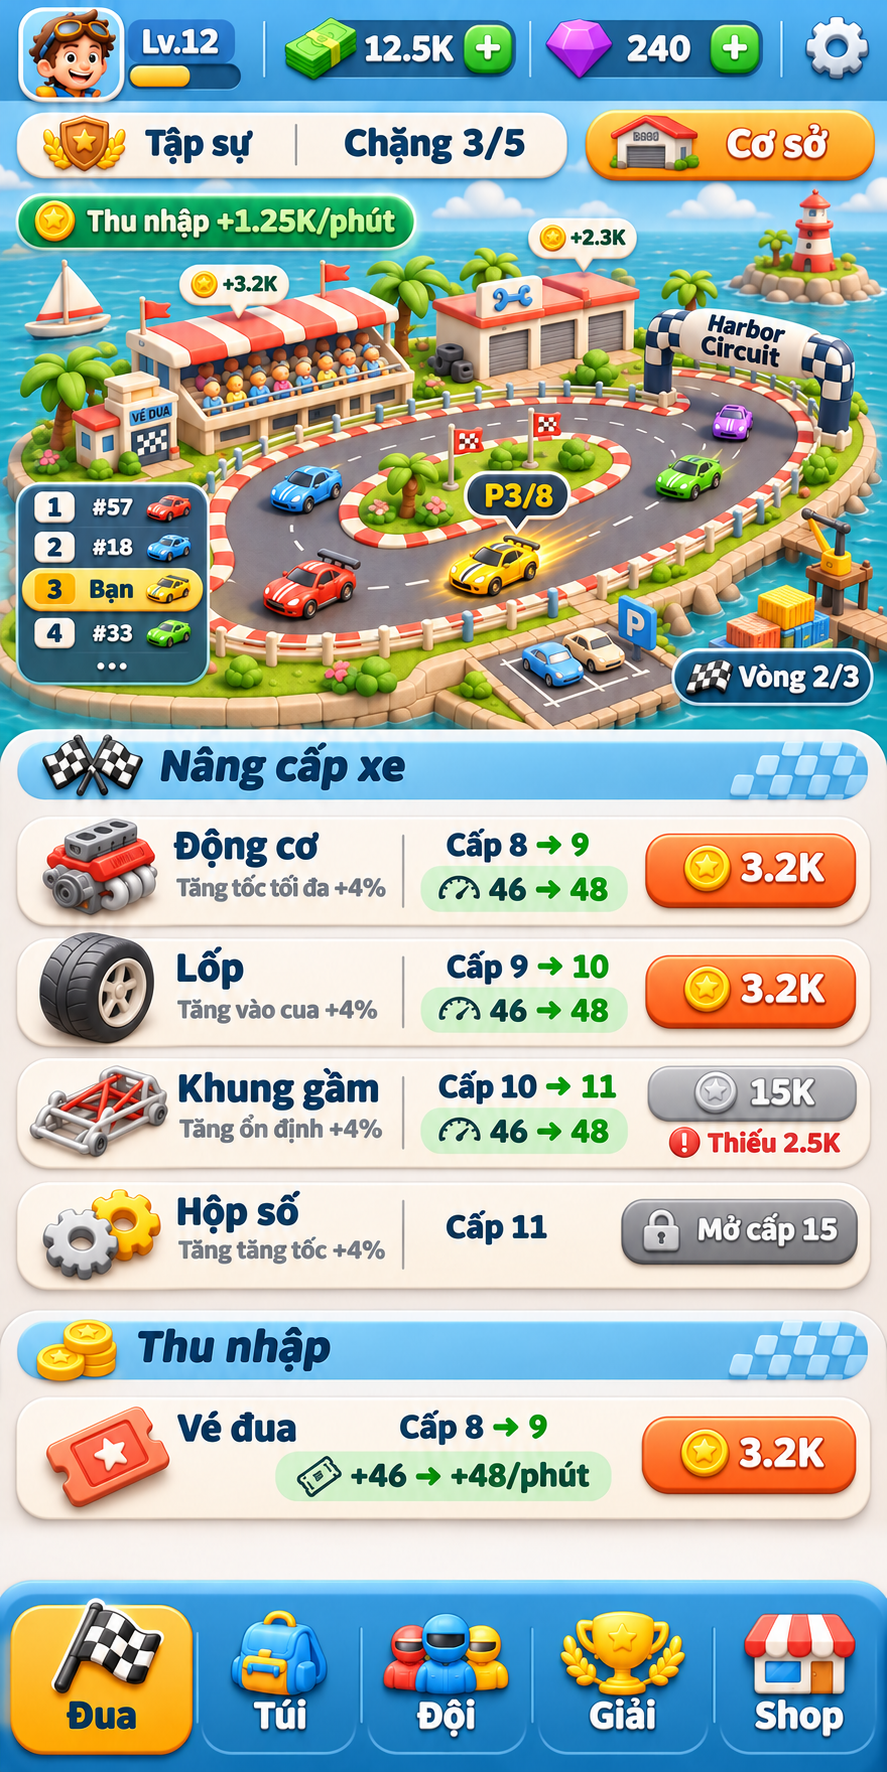 Lv.12
12.5K
240
Tập sự
Chặng 3/5
Cơ sở
Thu nhập +1.25K/phút
+3.2K
+2.3K
Harbor
Circuit
VÉ ĐUA
1 #57
2 #18
3 Bạn
4 #33
...
P3/8
P
Vòng 2/3
Nâng cấp xe
Động cơ
Tăng tốc tối đa +4%
Cấp 8 → 9
46 → 48
3.2K
Lốp
Tăng vào cua +4%
Cấp 9 → 10
46 → 48
3.2K
Khung gầm
Tăng ổn định +4%
Cấp 10 → 11
46 → 48
15K
Thiếu 2.5K
Hộp số
Tăng tăng tốc +4%
Cấp 11
Mở cấp 15
Thu nhập
Vé đua
Cấp 8 → 9
+46 → +48/phút
3.2K
Đua
Túi
Đội
Giải
Shop